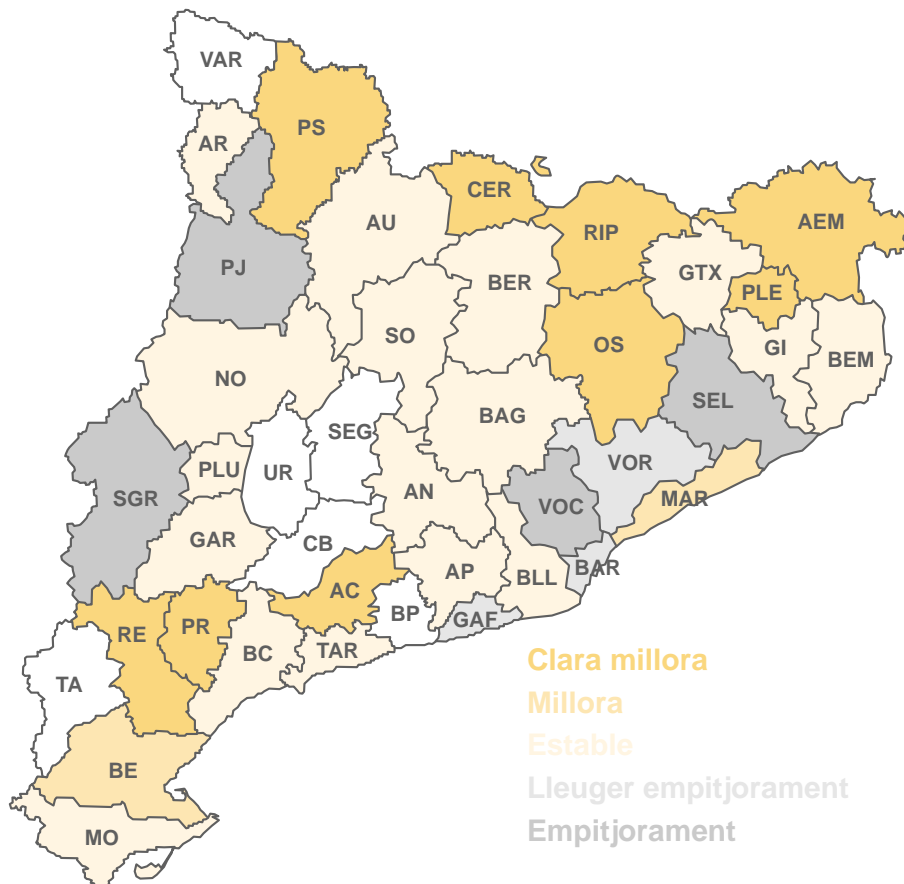 VAR
AR
PS
CER
AU
RIP
AEM
PJ
BER
GTX
PLE
SO
OS
GI
BEM
NO
SEL
BAG
SEG
VOR
PLU
UR
MAR
SGR
AN
VOC
GAR
CB
BAR
AP
BLL
AC
BP
GAF
RE
PR
BC
TAR
TA
BE
MO
Clara millora
Millora
Estable
Lleuger empitjorament
Empitjorament